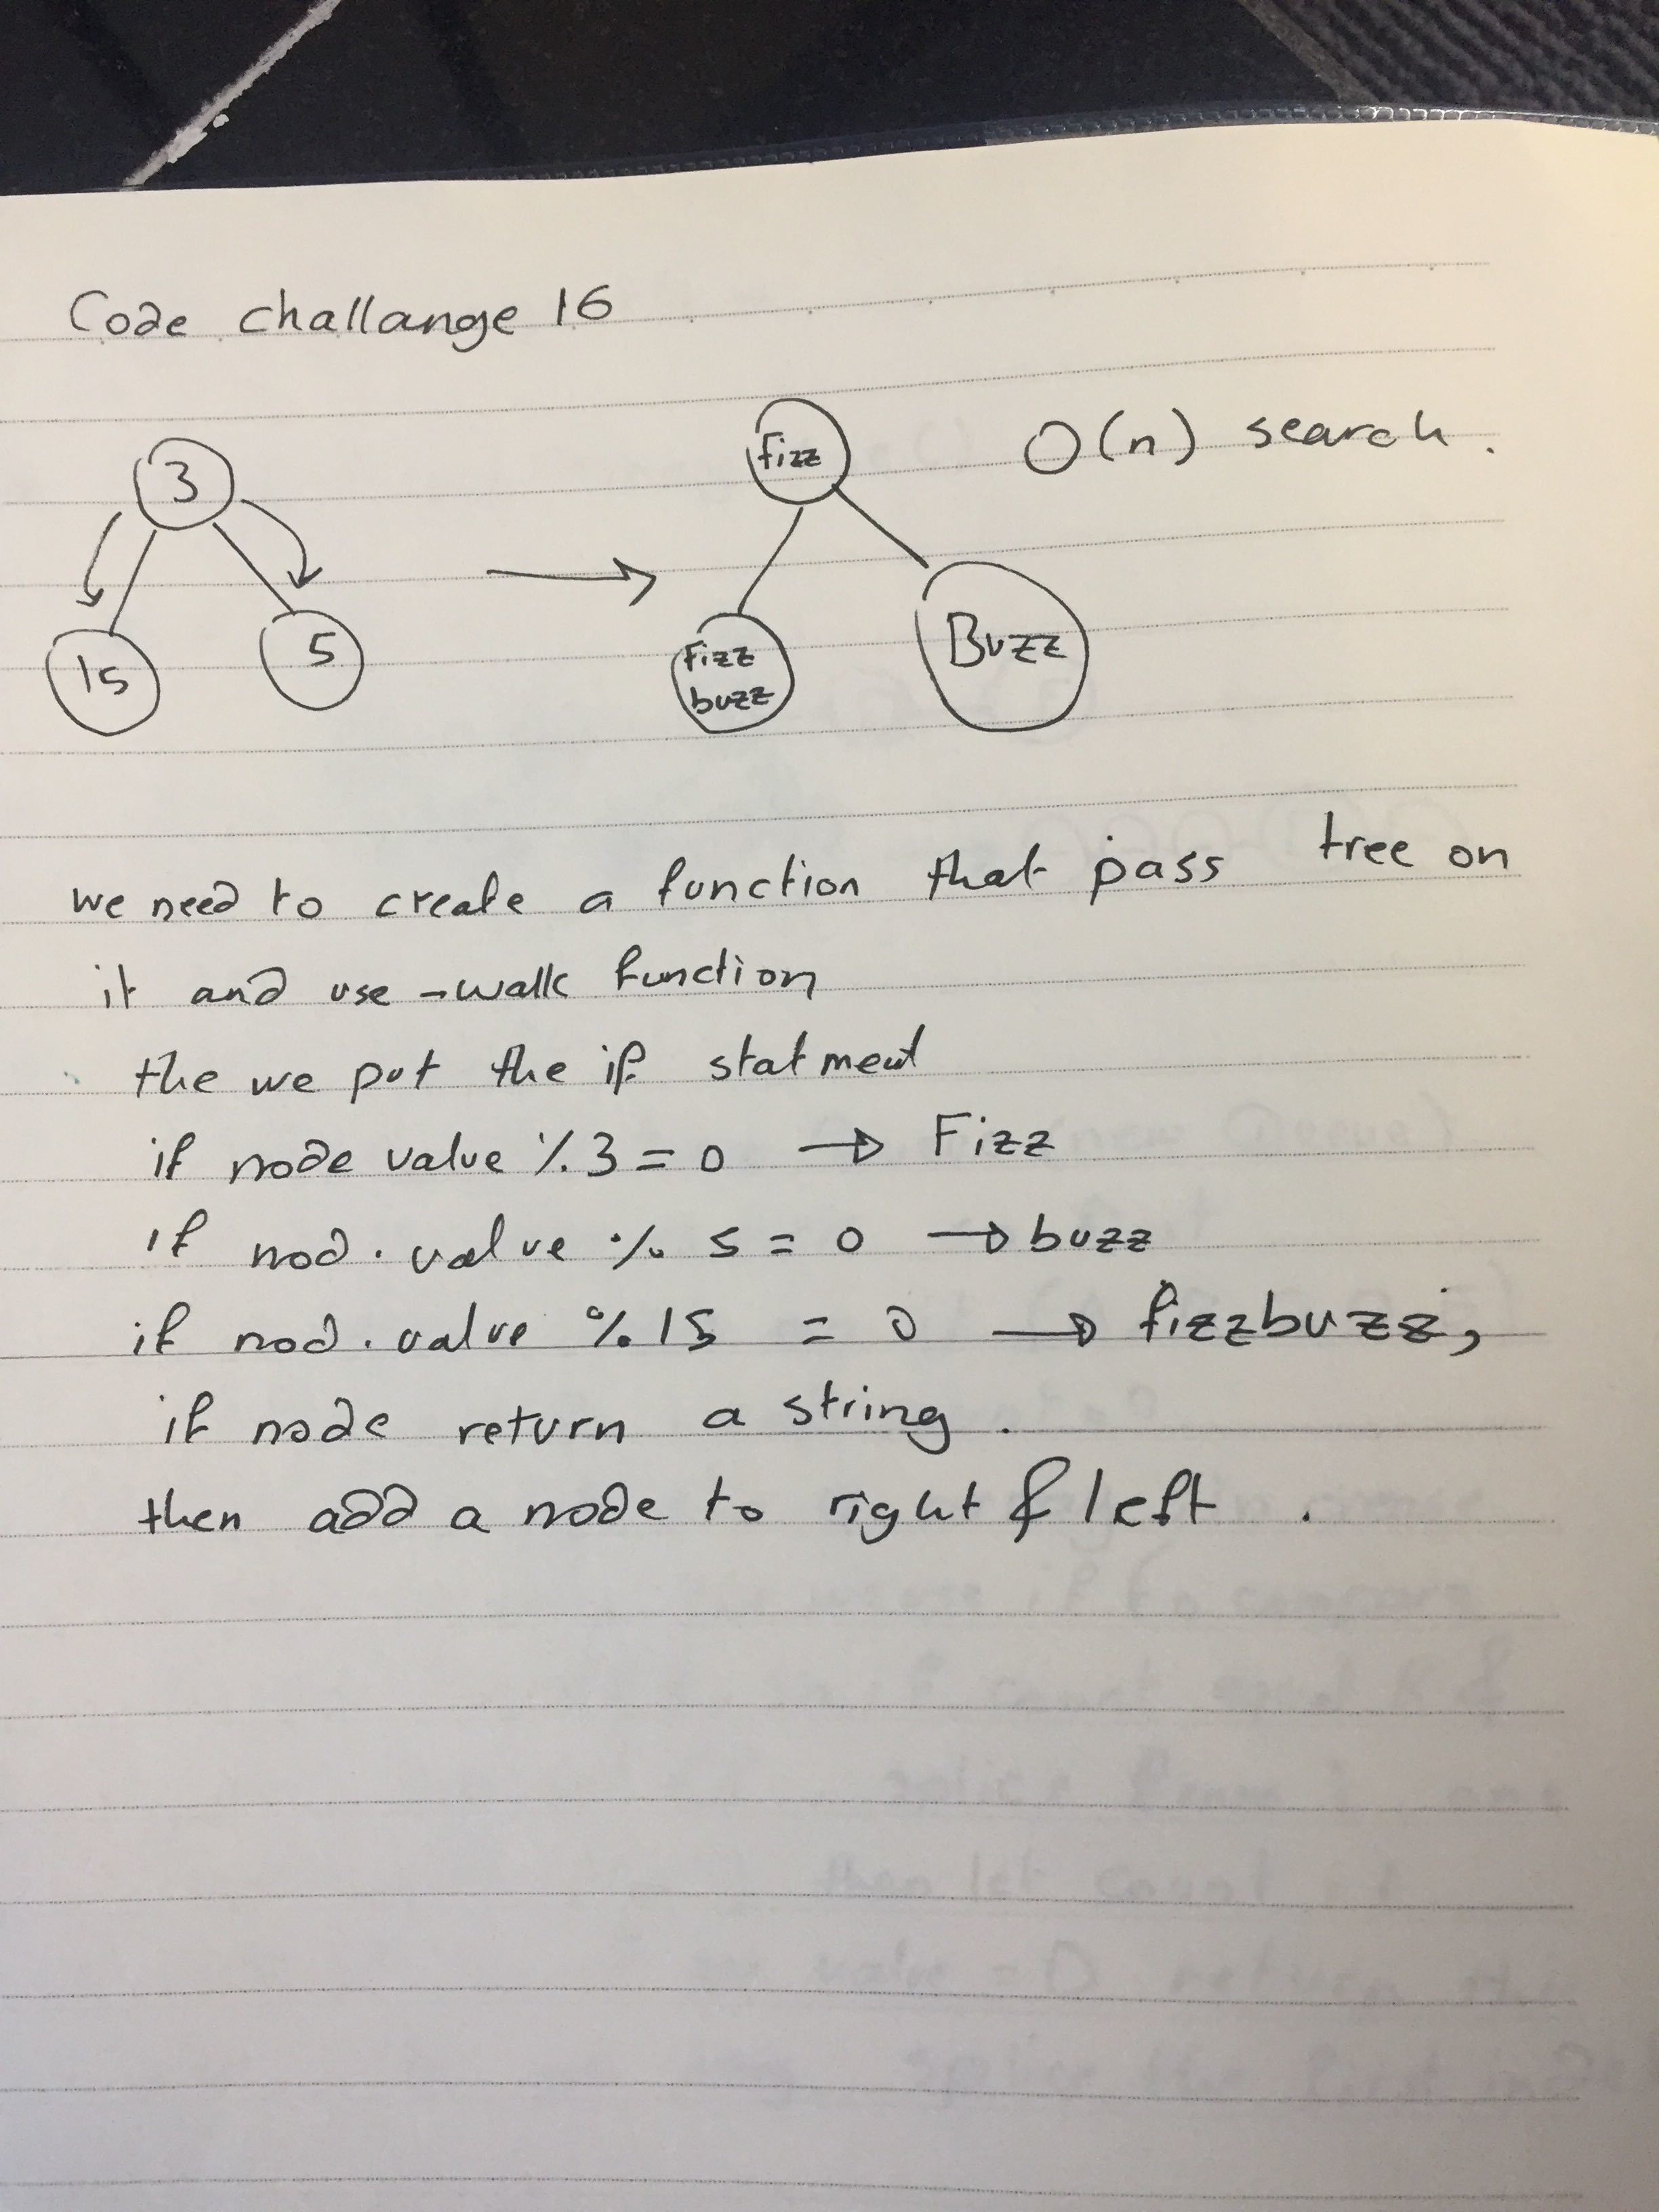 Code challange 16
3
15
5
fizz
Fizz
buzz
Buzz
O(n) search.
we need to create a function that pass tree on
it and use -walk function
the we put the if statment
if node value % 3 = 0 → Fizz
if nod.value % 5 = 0 → buzz
if nod.value % 15 = 0 → fizzbuzz,
if node return a string.
then add a node to right & left.